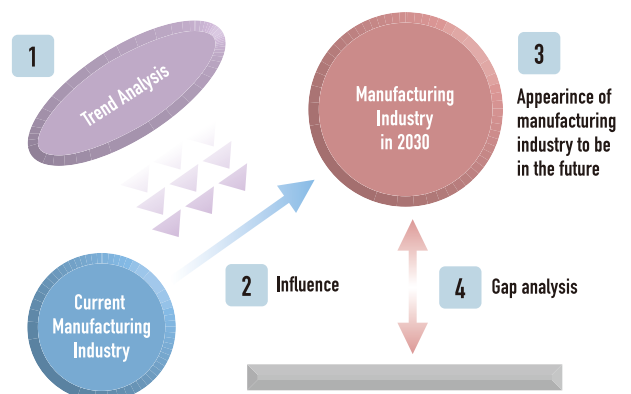 1
Trend Analysis
Manufacturing
Industry
in 2030
3
Appearince of
manufacturing
industry to be
in the future
2
Influence
4
Gap analysis
Current
Manufacturing
Industry